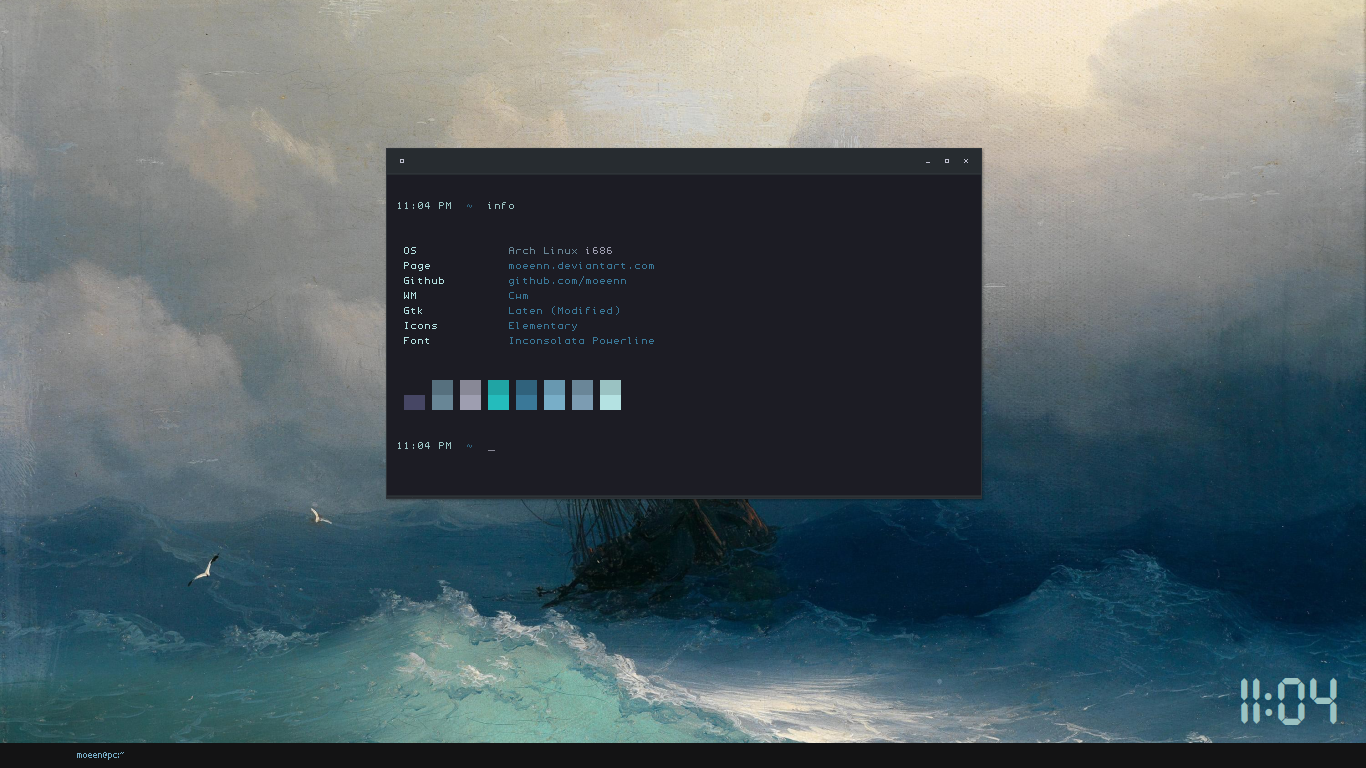 11:04 PM ~ info
OS Arch Linux i686
Page moeenn.deviantart.com
Github github.com/moeenn
WM Cwm
Gtk Laten (Modified)
Icons Elementary
Font Inconsolata Powerline
11:04 PM ~ _
11:04
moeen@pc:~